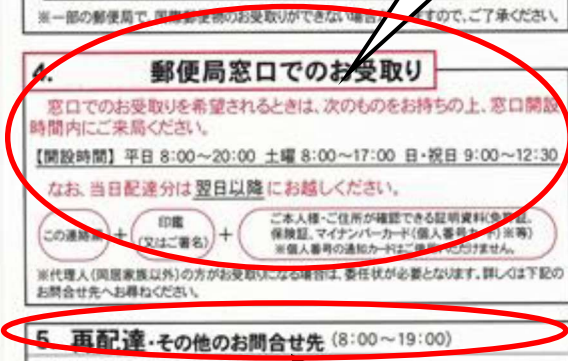 ※一部の郵便局で、国際郵便物のお受取りができない場合がありますので、ご了承ください。
4. 郵便局窓口でのお受取り
窓口でのお受取りを希望されるときは、次のものをお持ちの上、窓口開設
時間内にご来局ください。
【開設時間】 平日 8:00〜20:00 土曜 8:00〜17:00 日・祝日 9:00〜12:30
なお、当日配達分は翌日以降にお越しください。
この連絡票 + 印鑑 (又はご署名) + ご本人様・ご住所が確認できる証明資料(免許証、
保険証、マイナンバーカード(個人番号カード)※等)
※個人番号の通知カードはご使用いただけません。
※代理人(同居家族以外)の方がお受取りになる場合は、委任状が必要となります。詳しくは下記の
お問合せ先へお尋ねください。
5 再配達・その他のお問合せ先 (8:00〜19:00)